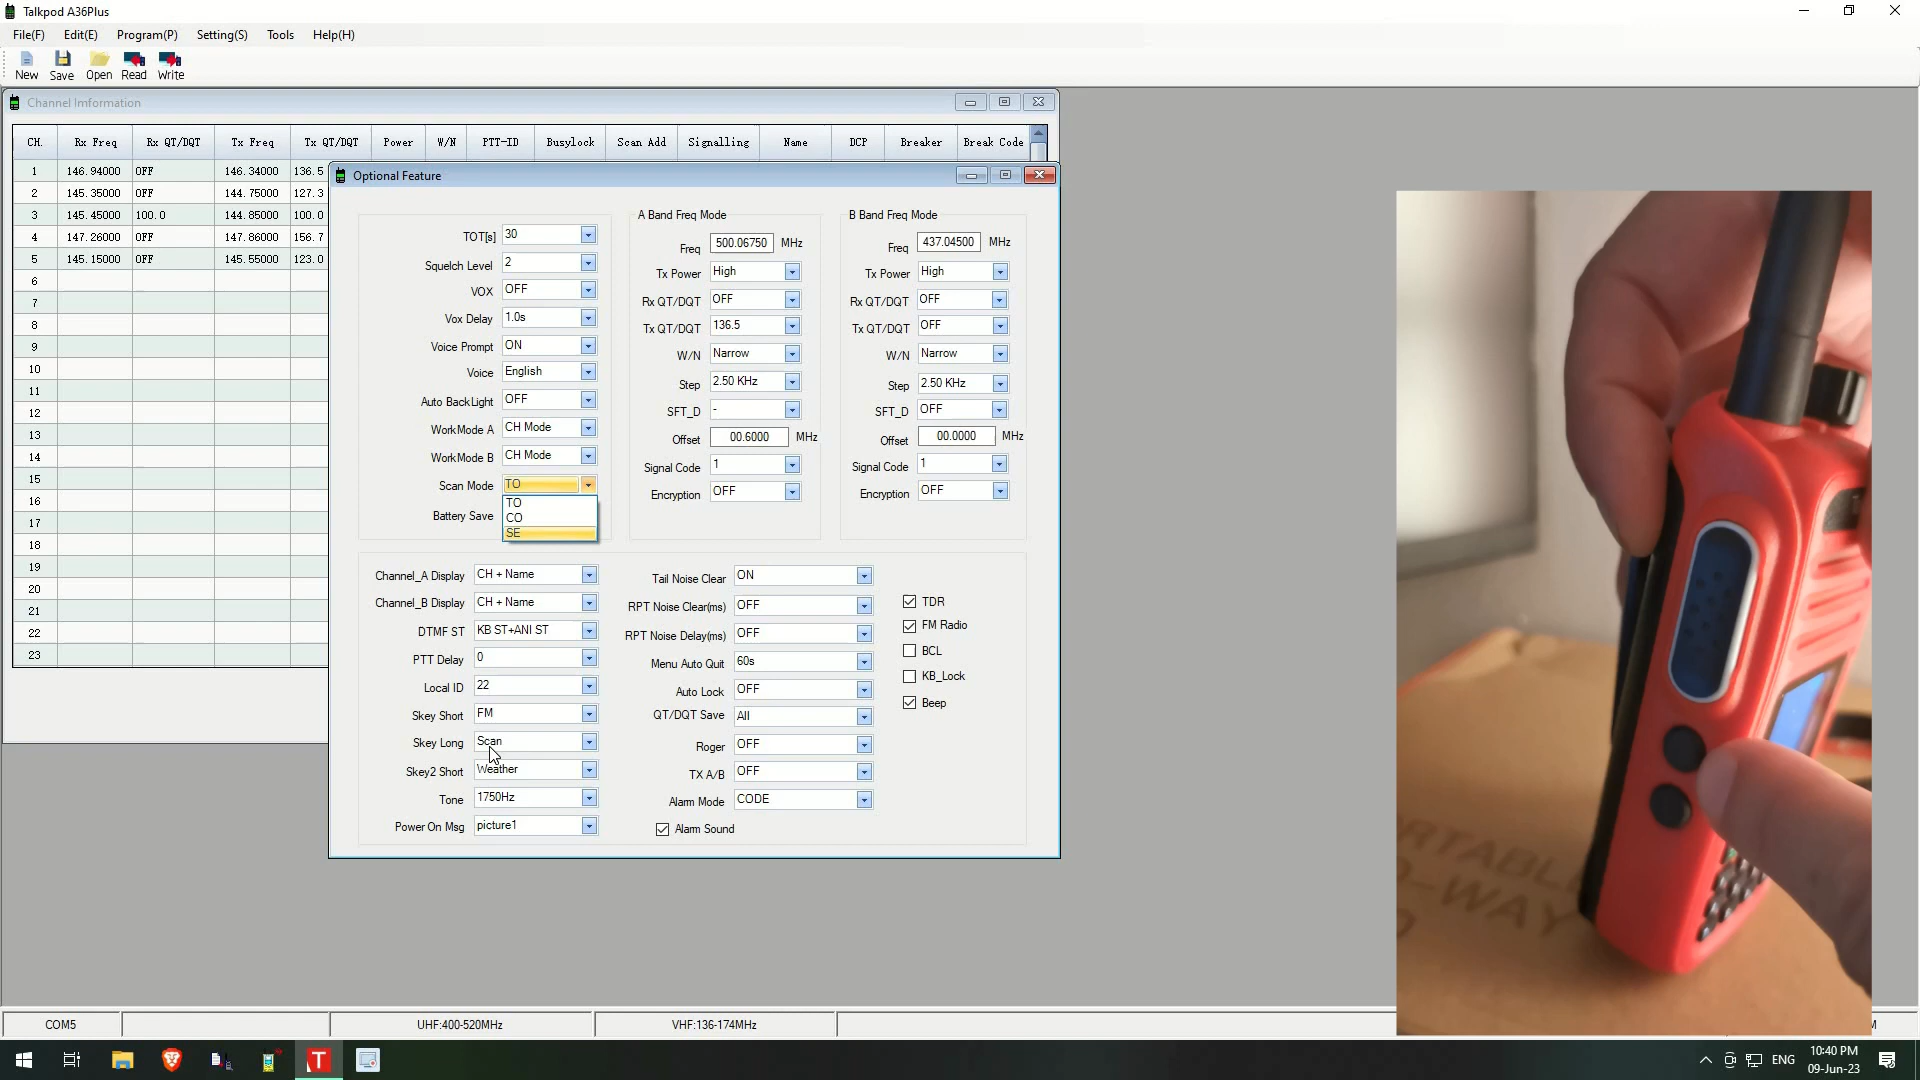 Talkpod A36Plus
File(F) Edit(E) Program(P) Setting(S) Tools Help(H)
New Save Open Read Write
Channel Imformation
CH. Rx Freq Rx QT/DQT Tx Freq Tx QT/DQT Power W/N PTT-ID Busylock Scan Add Signalling Name DCP Breaker Break Code
1 146.94000 OFF 146.34000 136.5
2 145.35000 OFF 144.75000 127.3
3 145.45000 100.0 144.85000 100.0
4 147.26000 OFF 147.86000 156.7
5 145.15000 OFF 145.55000 123.0
6
7
8
9
10
11
12
13
14
15
16
17
18
19
20
21
22
23
Optional Feature
TOT[s] 30
Squelch Level 2
VOX OFF
Vox Delay 1.0s
Voice Prompt ON
Voice English
Auto BackLight OFF
WorkMode A CH Mode
WorkMode B CH Mode
Scan Mode TO
TO
CO
SE
Battery Save
A Band Freq Mode
Freq 500.06750 MHz
Tx Power High
Rx QT/DQT OFF
Tx QT/DQT 136.5
W/N Narrow
Step 2.50 KHz
SFT_D -
Offset 00.6000 MHz
Signal Code 1
Encryption OFF
B Band Freq Mode
Freq 437.04500 MHz
Tx Power High
Rx QT/DQT OFF
Tx QT/DQT OFF
W/N Narrow
Step 2.50 KHz
SFT_D OFF
Offset 00.0000 MHz
Signal Code 1
Encryption OFF
Channel_A Display CH + Name
Channel_B Display CH + Name
DTMF ST KB ST+ANI ST
PTT Delay 0
Local ID 22
Skey Short FM
Skey Long Scan
Skey2 Short Weather
Tone 1750Hz
Power On Msg picture1
Tail Noise Clear ON
RPT Noise Clear(ms) OFF
RPT Noise Delay(ms) OFF
Menu Auto Quit 60s
Auto Lock OFF
QT/DQT Save All
Roger OFF
TX A/B OFF
Alarm Mode CODE
Alarm Sound
TDR
FM Radio
BCL
KB_Lock
Beep
COM5 UHF:400-520MHz VHF:136-174MHz
T
ENG
10:40 PM
09-Jun-23